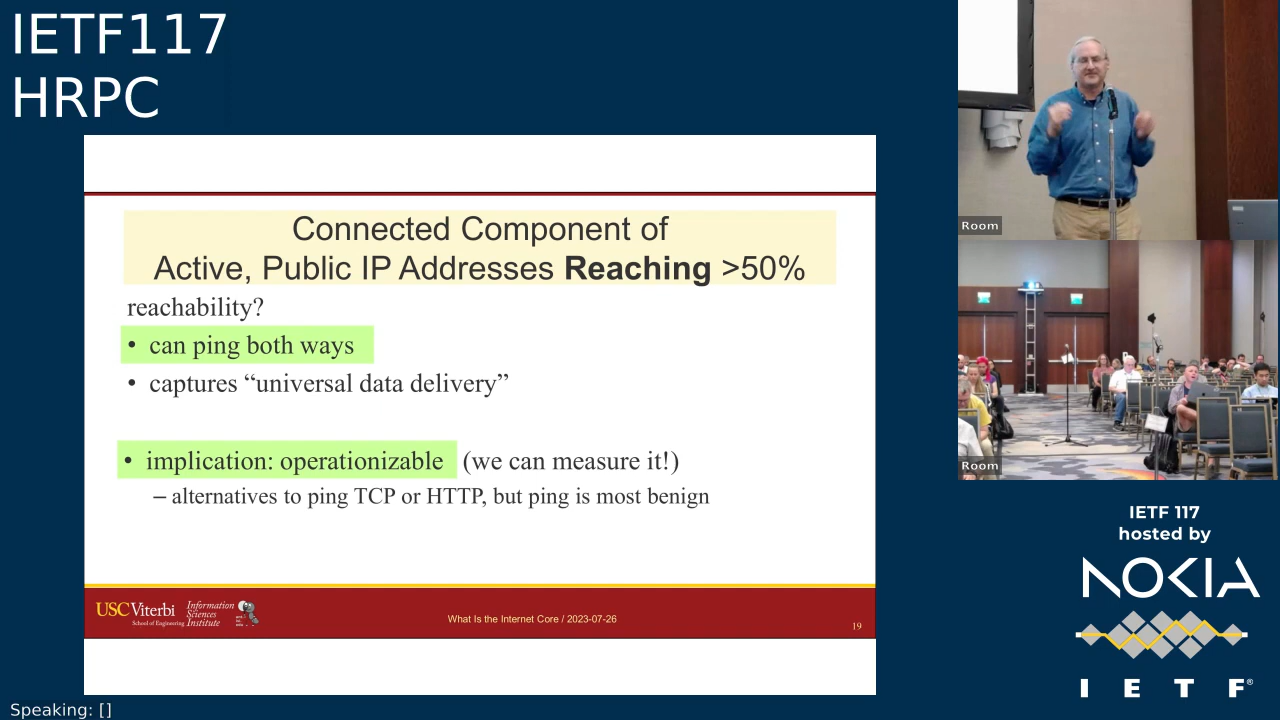 IETF117
HRPC
Connected Component of
Active, Public IP Addresses Reaching >50%
reachability?
• can ping both ways
• captures “universal data delivery”
• implication: operationizable (we can measure it!)
– alternatives to ping TCP or HTTP, but ping is most benign
USC Viterbi
School of Engineering
Information
Sciences
Institute
What Is the Internet Core / 2023-07-26
19
Room
Room
IETF 117
hosted by
NOKIA
IETF®
Speaking: []